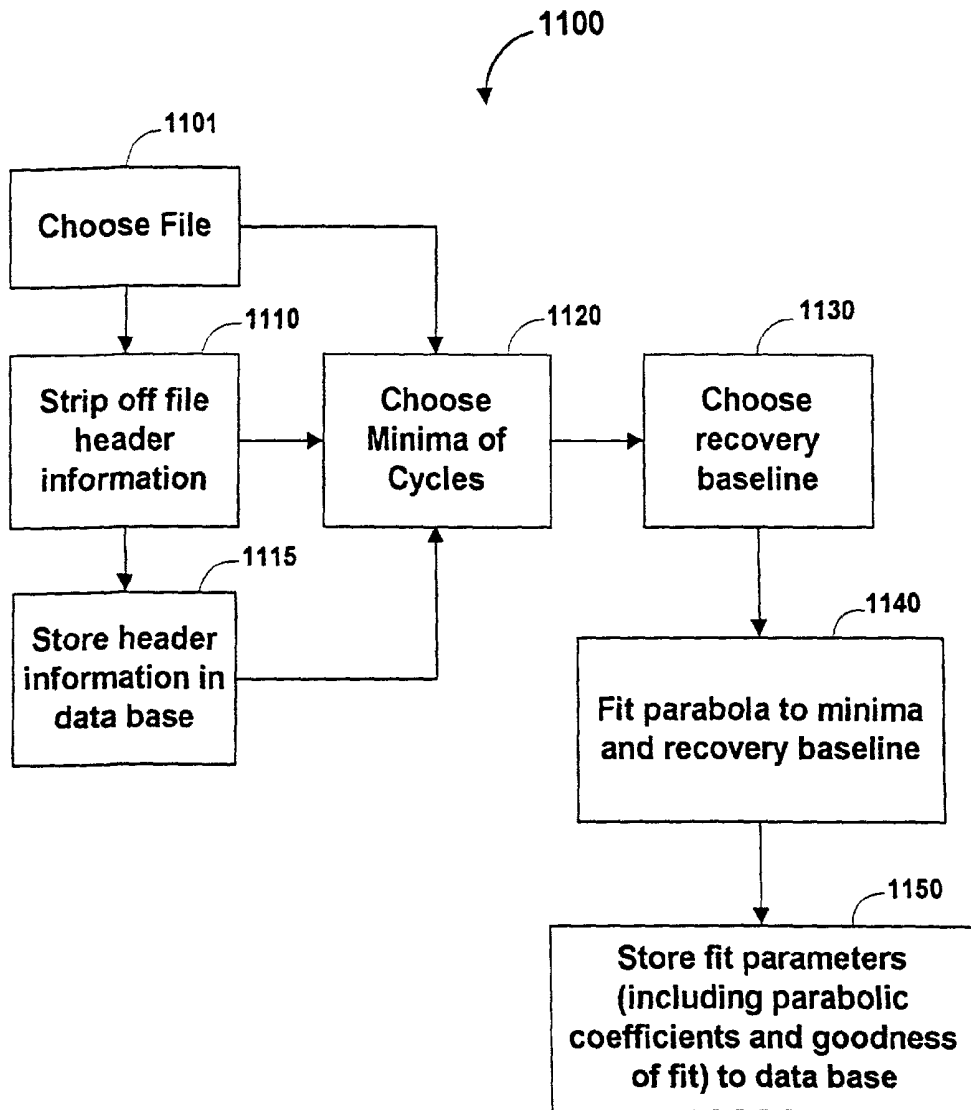 1100
1101
Choose File
1110
Strip off file
header
information
1115
Store header
information in
data base
1120
Choose
Minima of
Cycles
1130
Choose
recovery
baseline
1140
Fit parabola to minima
and recovery baseline
1150
Store fit parameters
(including parabolic
coefficients and goodness
of fit) to data base